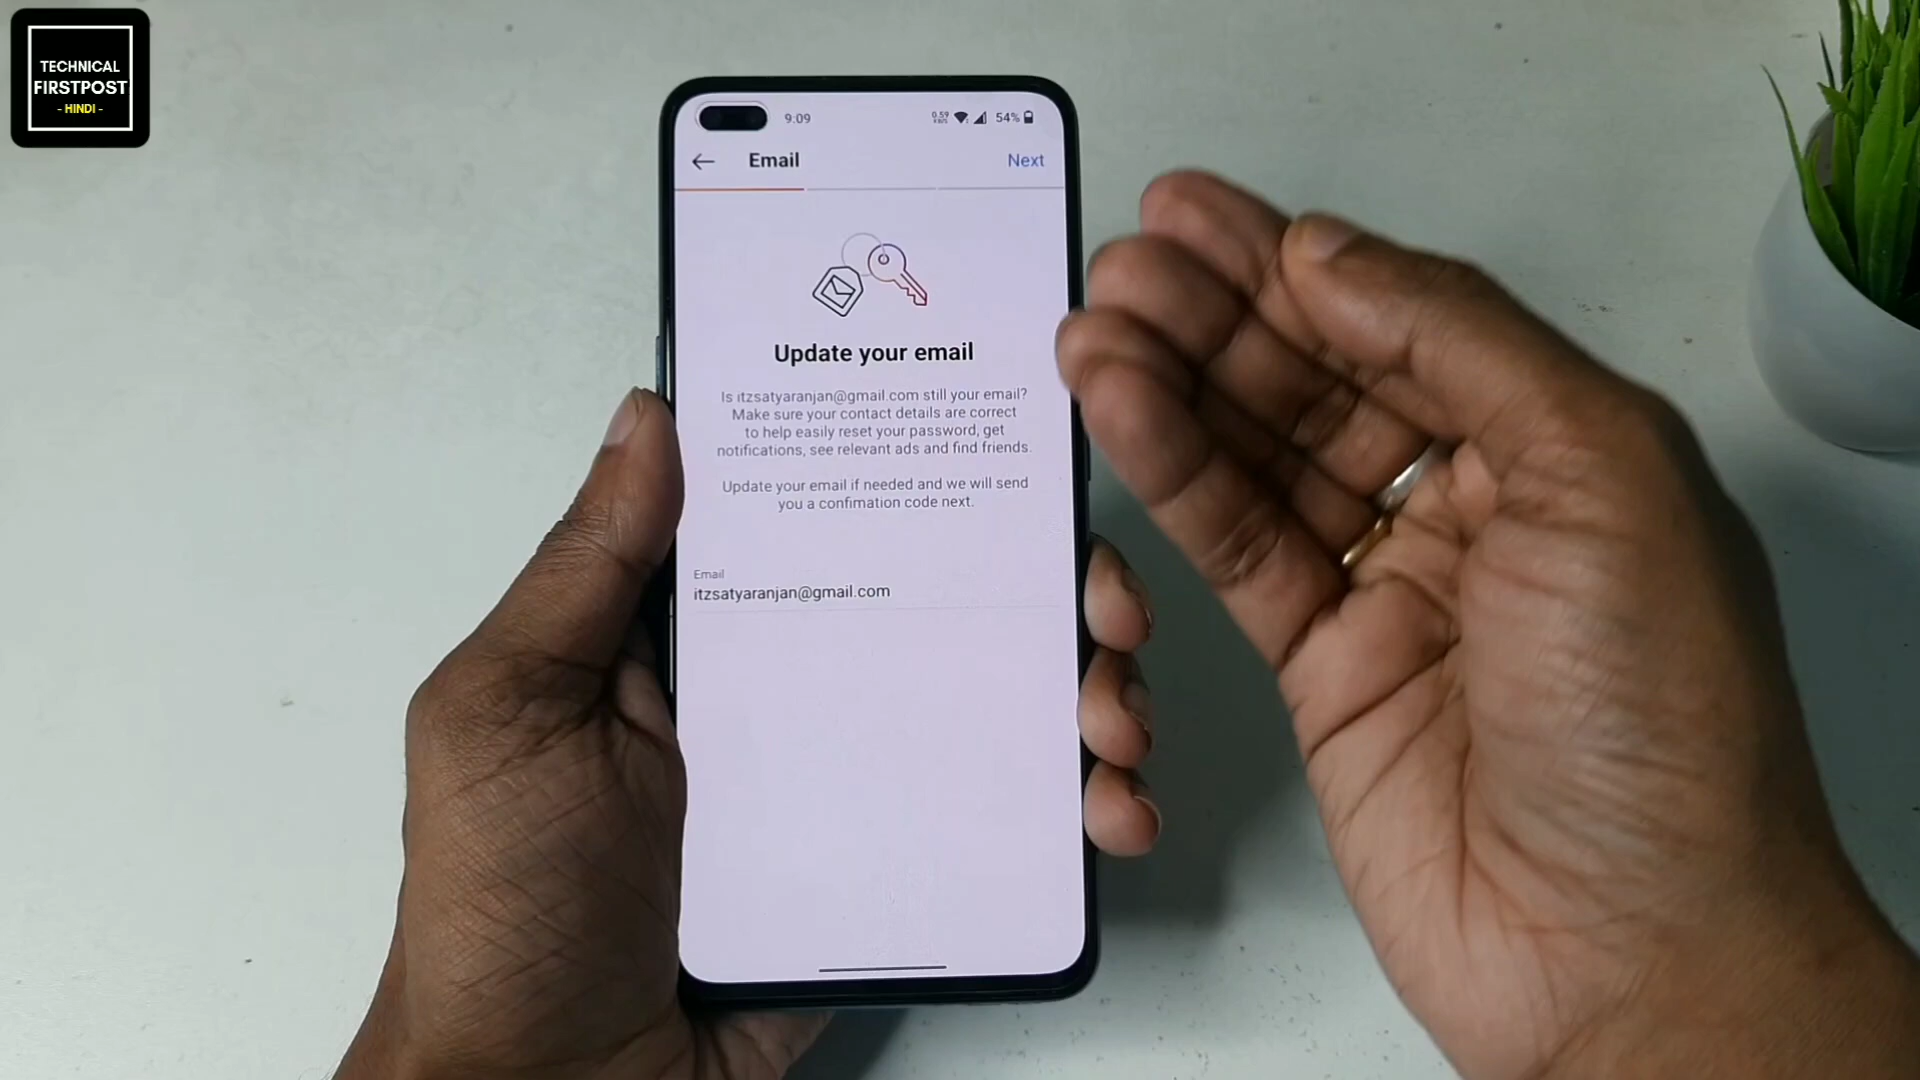 TECHNICAL
FIRSTPOST
- HINDI -
9:09
0.59
54%
Email
Next
Update your email
Is itzsatyaranjan@gmail.com still your email?
Make sure your contact details are correct
to help easily reset your password, get
notifications, see relevant ads and find friends.
Update your email if needed and we will send
you a confimation code next.
Email
itzsatyaranjan@gmail.com